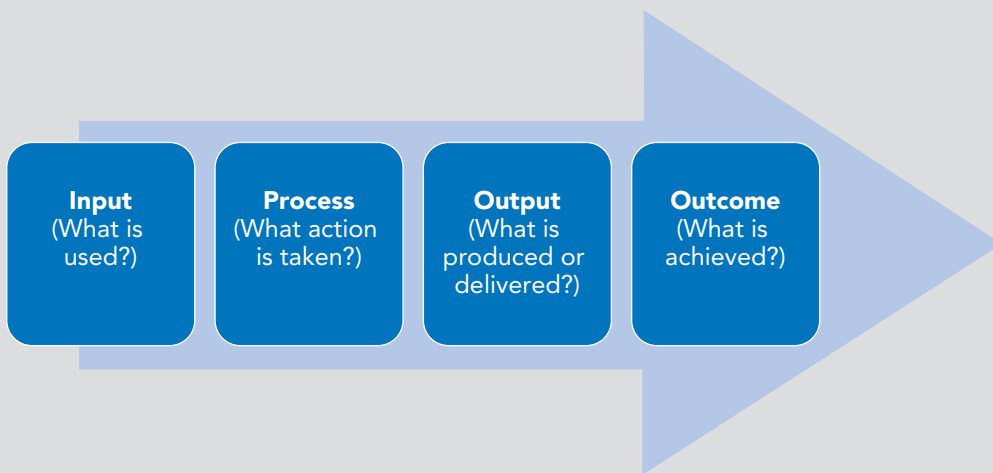 Input
(What is
used?)
Process
(What action
is taken?)
Output
(What is
produced or
delivered?)
Outcome
(What is
achieved?)